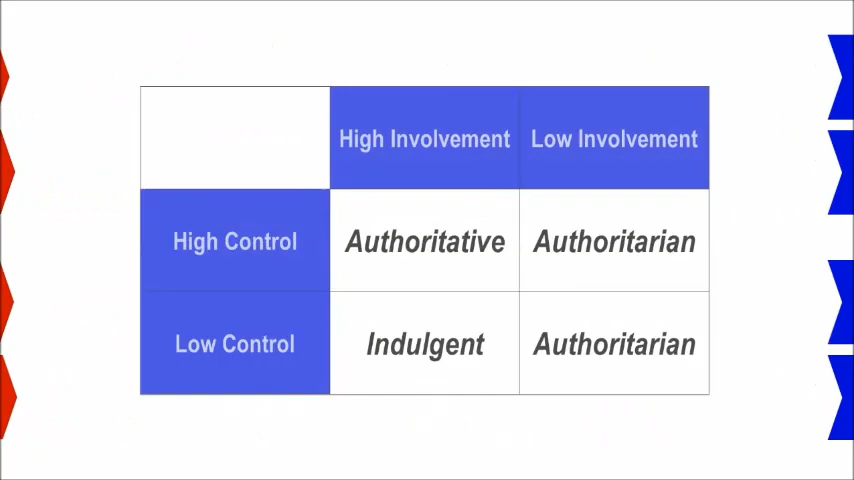 High Involvement Low Involvement
High Control Authoritative Authoritarian
Low Control Indulgent Authoritarian